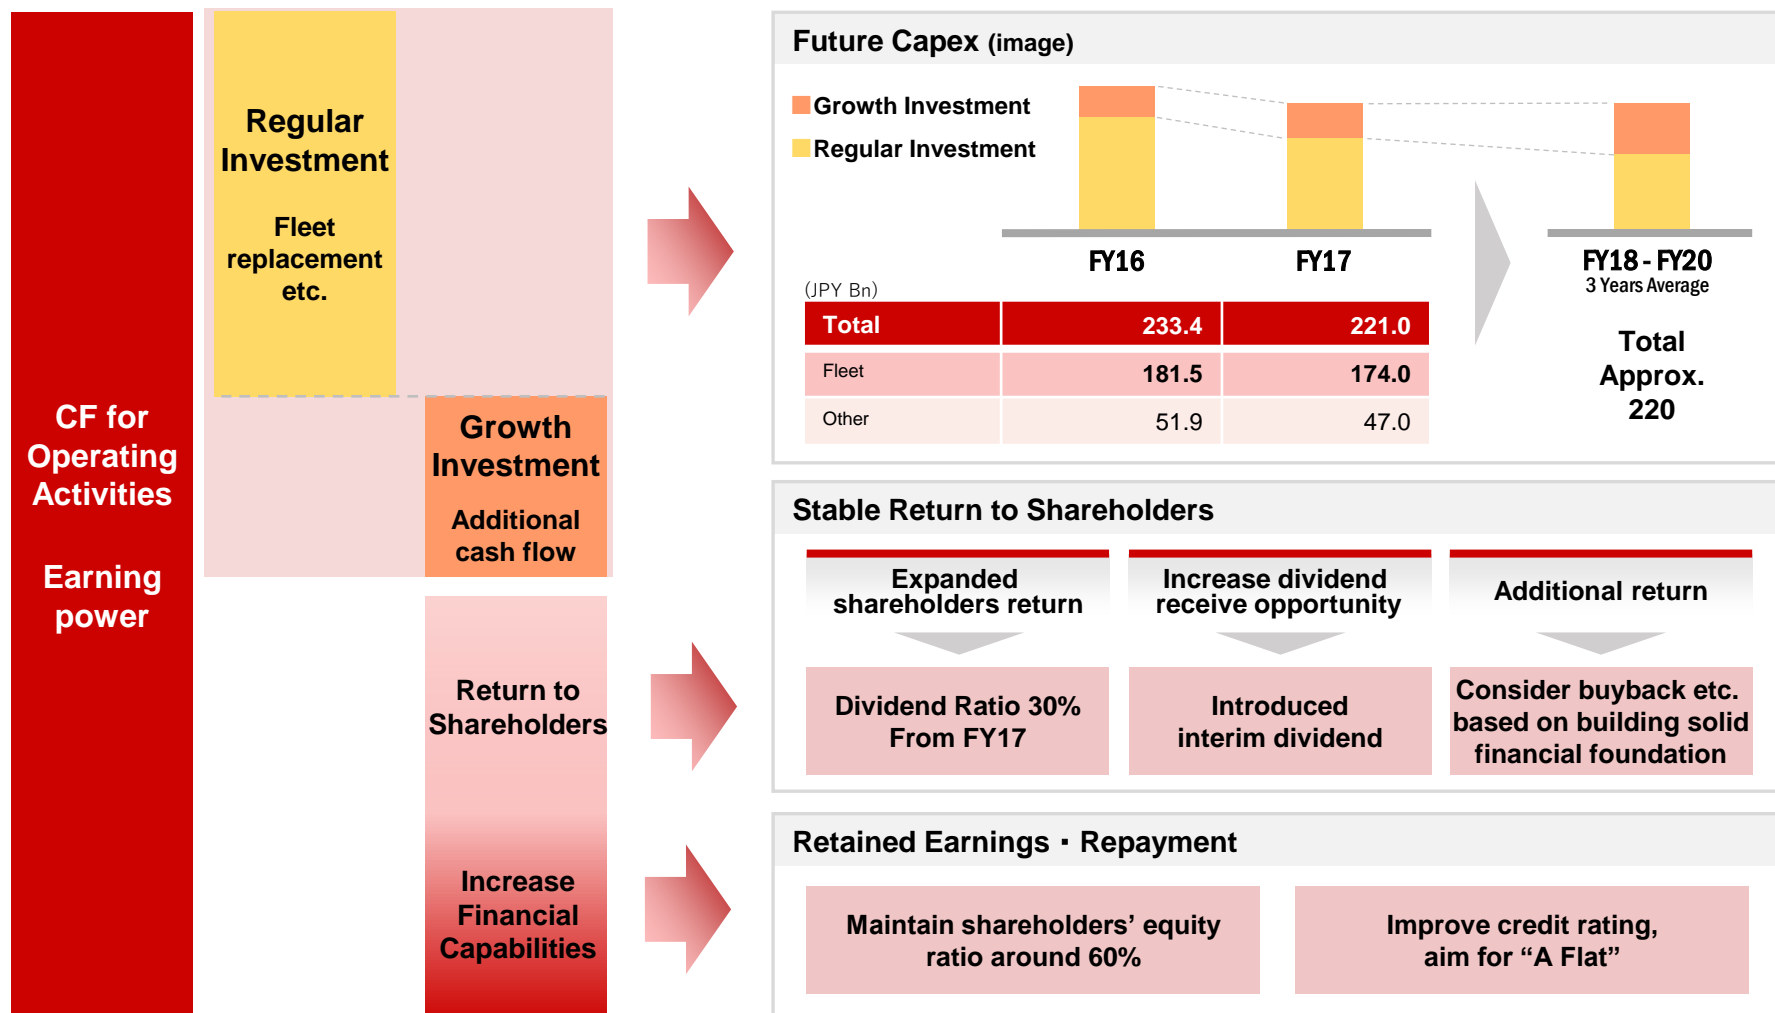 CF for
Operating
Activities
Earning
power
Regular
Investment
Fleet
replacement
etc.
Growth
Investment
Additional
cash flow
Return to
Shareholders
Increase
Financial
Capabilities
Future Capex (image)
Growth Investment
Regular Investment
FY16
FY17
FY18 - FY20
3 Years Average
(JPY Bn)
Total 233.4 221.0
Fleet 181.5 174.0
Other 51.9 47.0
Total
Approx.
220
Stable Return to Shareholders
Expanded
shareholders return
Dividend Ratio 30%
From FY17
Increase dividend
receive opportunity
Introduced
interim dividend
Additional return
Consider buyback etc.
based on building solid
financial foundation
Retained Earnings・Repayment
Maintain shareholders’ equity
ratio around 60%
Improve credit rating,
aim for “A Flat”